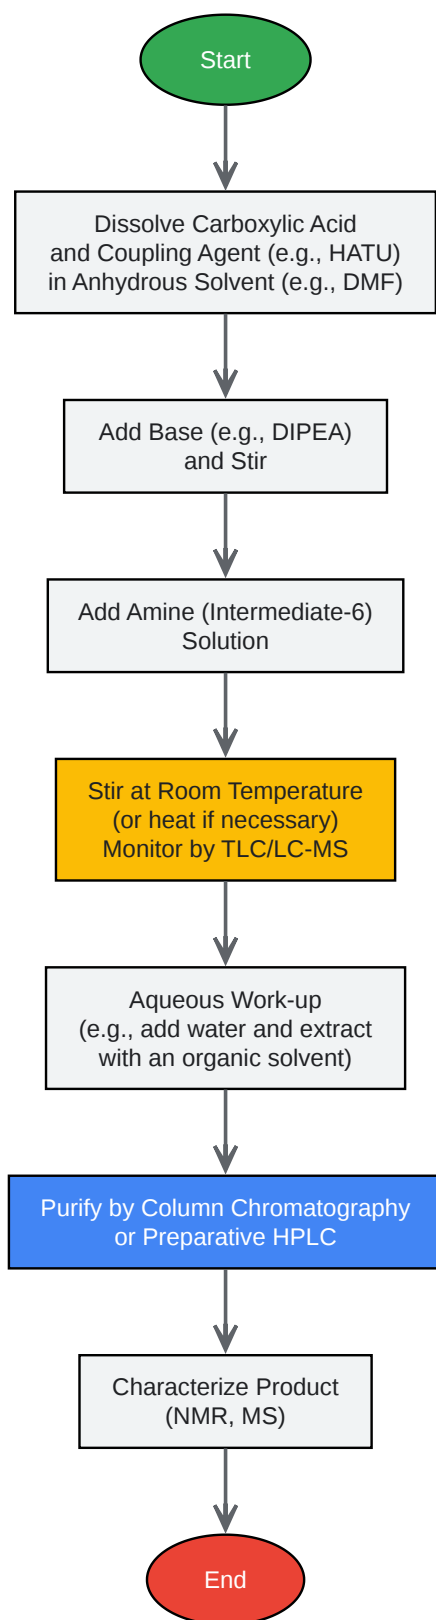 Start
Dissolve Carboxylic Acid
and Coupling Agent (e.g., HATU)
in Anhydrous Solvent (e.g., DMF)
Add Base (e.g., DIPEA)
and Stir
Add Amine (Intermediate-6)
Solution
Stir at Room Temperature
(or heat if necessary)
Monitor by TLC/LC-MS
Aqueous Work-up
(e.g., add water and extract
with an organic solvent)
Purify by Column Chromatography
or Preparative HPLC
Characterize Product
(NMR, MS)
End